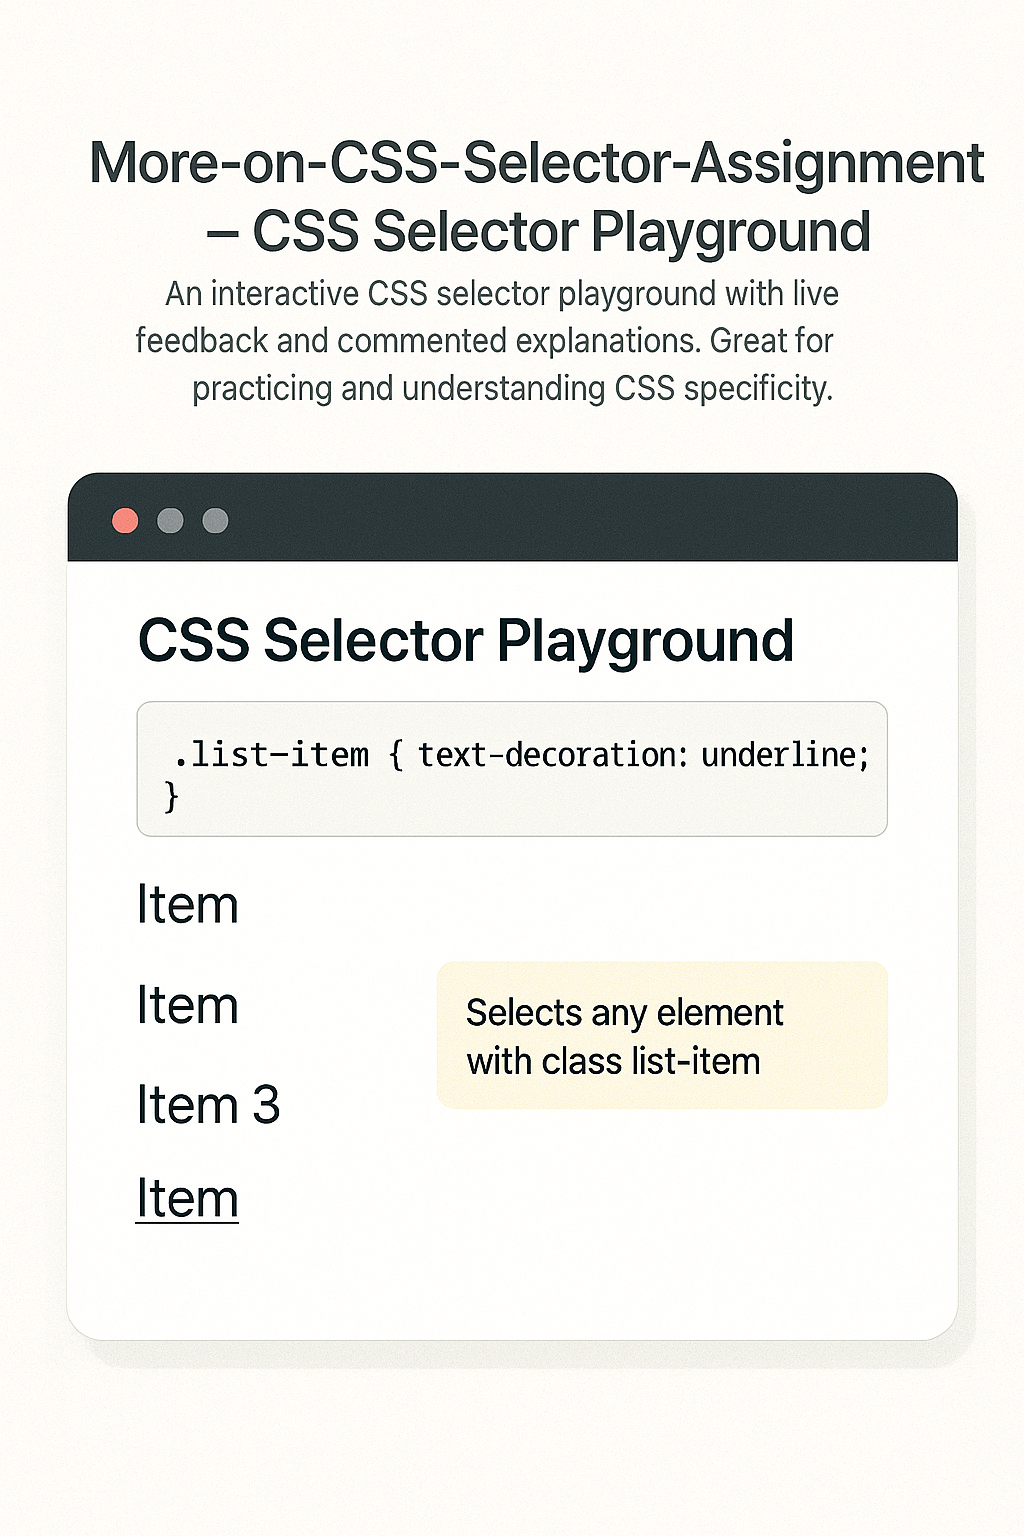 More-on-CSS-Selector-Assignment
– CSS Selector Playground
An interactive CSS selector playground with live
feedback and commented explanations. Great for
practicing and understanding CSS specificity.
CSS Selector Playground
.list-item { text-decoration: underline;
}
Item
Item
Selects any element
with class list-item
Item 3
Item